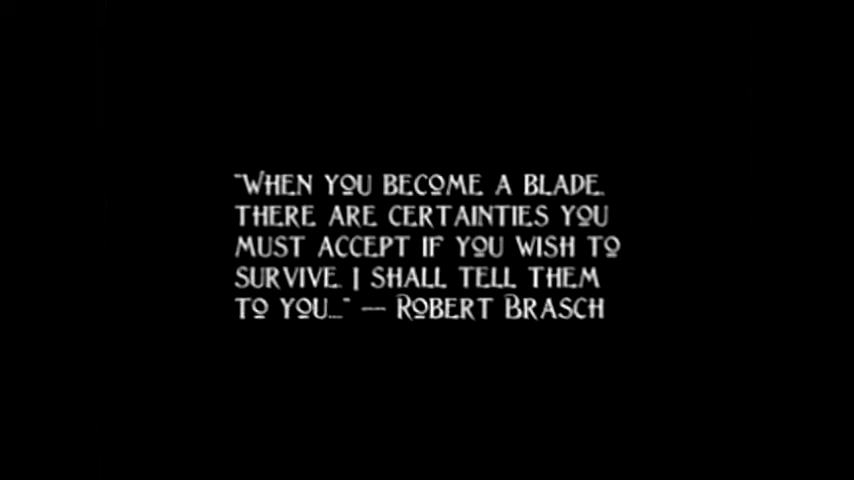 "When you become a blade,
there are certainties you
must accept if you wish to
survive. I shall tell them
to you..." -- Robert Brasch